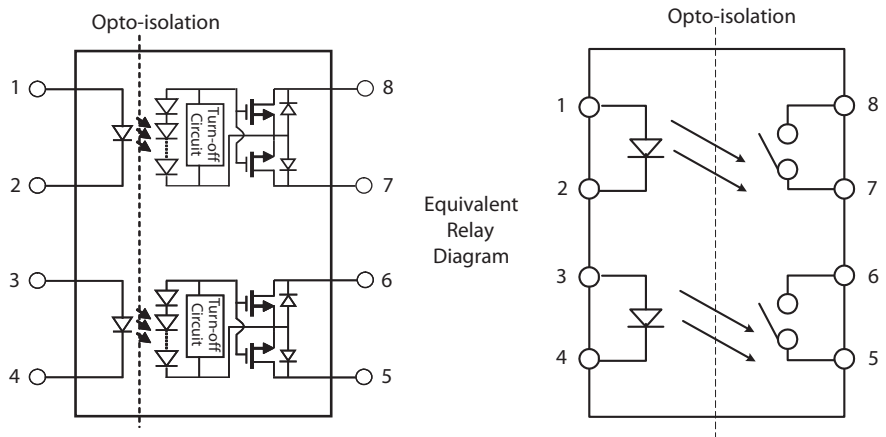 Opto-isolation
1
2
3
4
Turn-off
Circuit
Turn-off
Circuit
8
7
6
5
Equivalent
Relay
Diagram
Opto-isolation
1
2
3
4
8
7
6
5